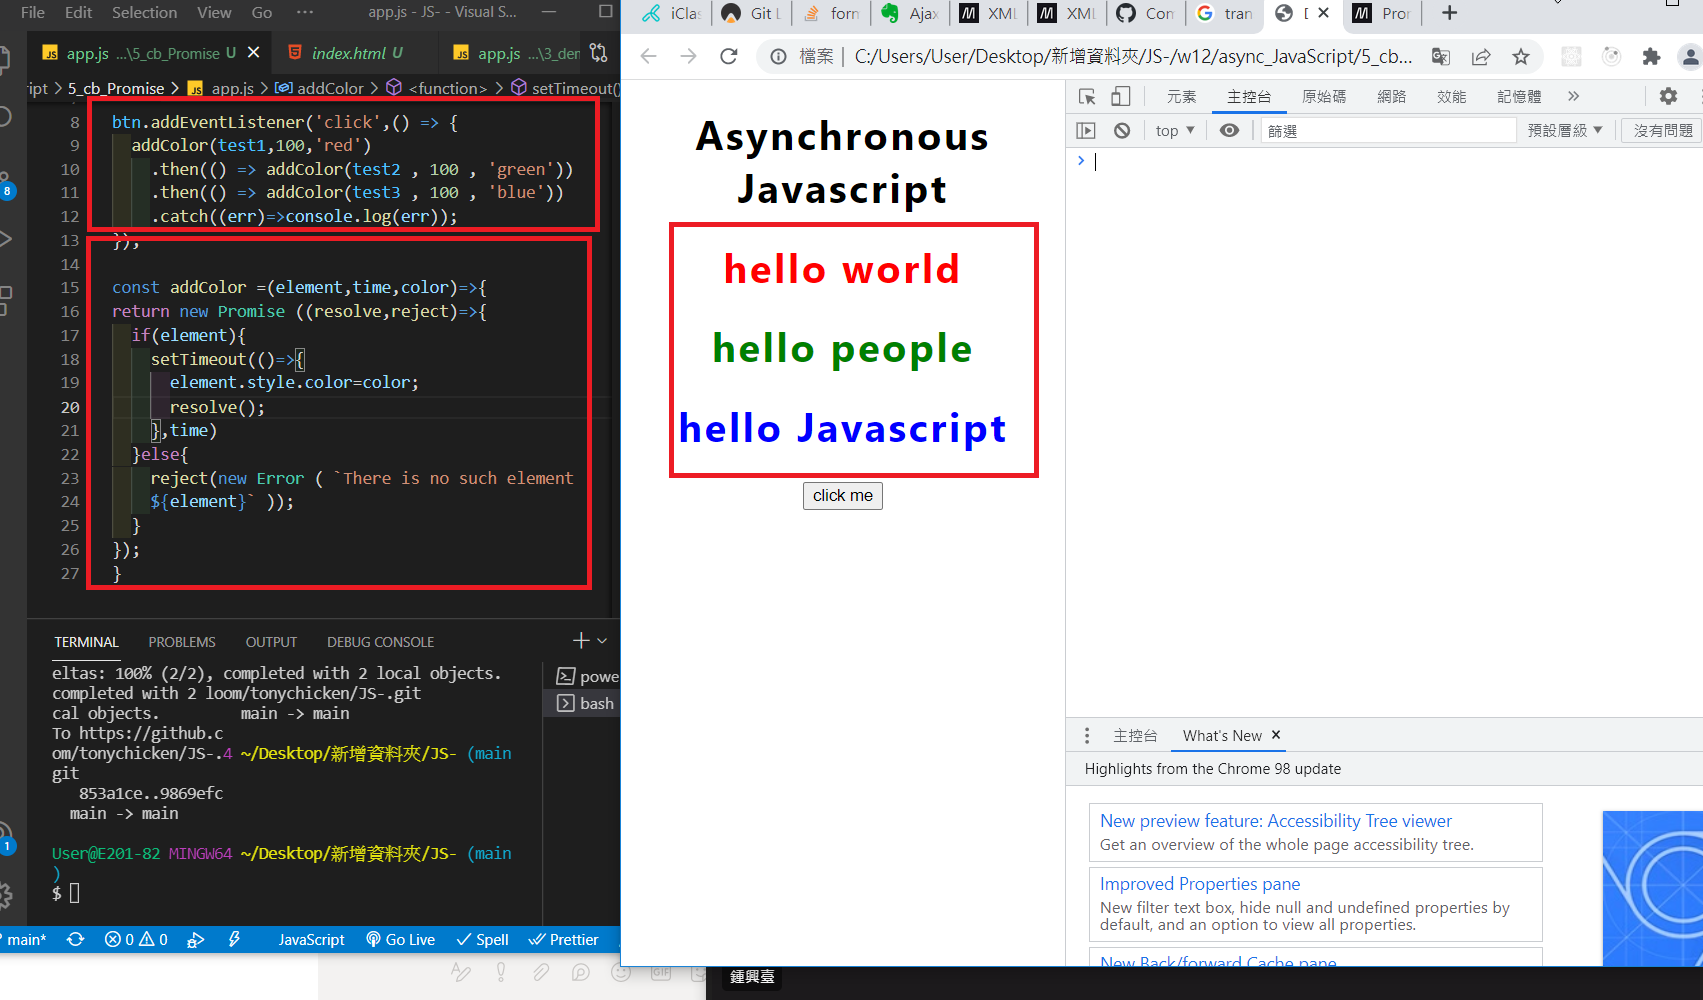 File Edit Selection View Go ··· app.js - JS- - Visual S...
app.js ...\5_cb_Promise U
index.html U
app.js ...\3_den
ript > 5_cb_Promise > JS app.js > addColor > <function> > setTimeout()
8 btn.addEventListener('click',() => {
9 addColor(test1,100,'red')
10 .then(() => addColor(test2 , 100 , 'green'))
11 .then(() => addColor(test3 , 100 , 'blue'))
12 .catch((err)=>console.log(err));
13 });
14
15 const addColor =(element,time,color)=>{
16 return new Promise ((resolve,reject)=>{
17 if(element){
18 setTimeout(()=>{
19 element.style.color=color;
20 resolve();
21 },time)
22 }else{
23 reject(new Error ( `There is no such element
24 ${element}` ));
25 }
26 });
27 }
TERMINAL PROBLEMS OUTPUT DEBUG CONSOLE
eltas: 100% (2/2), completed with 2 local objects.
completed with 2 loom/tonychicken/JS-.git
cal objects. main -> main
To https://github.c
om/tonychicken/JS-.4 ~/Desktop/新增資料夾/JS- (main
git
853a1ce..9869efc
main -> main
User@E201-82 MINGW64 ~/Desktop/新增資料夾/JS- (main
)
$
powe
bash
8
1
main* 0 0 JavaScript Go Live Spell Prettier
iClas Git L forn Ajax XML XML Con tran Pror
檔案 | C:/Users/User/Desktop/新增資料夾/JS-/w12/async_JavaScript/5_cb...
Asynchronous
Javascript
hello world
hello people
hello Javascript
click me
元素 主控台 原始碼 網路 效能 記憶體 »
top ▼ 篩選 預設層級 ▼ 沒有問題
>
主控台 What's New ×
Highlights from the Chrome 98 update
New preview feature: Accessibility Tree viewer
Get an overview of the whole page accessibility tree.
Improved Properties pane
New filter text box, hide null and undefined properties by
default, and an option to view all properties.
New Back/forward Cache pane
GIF
鍾興臺